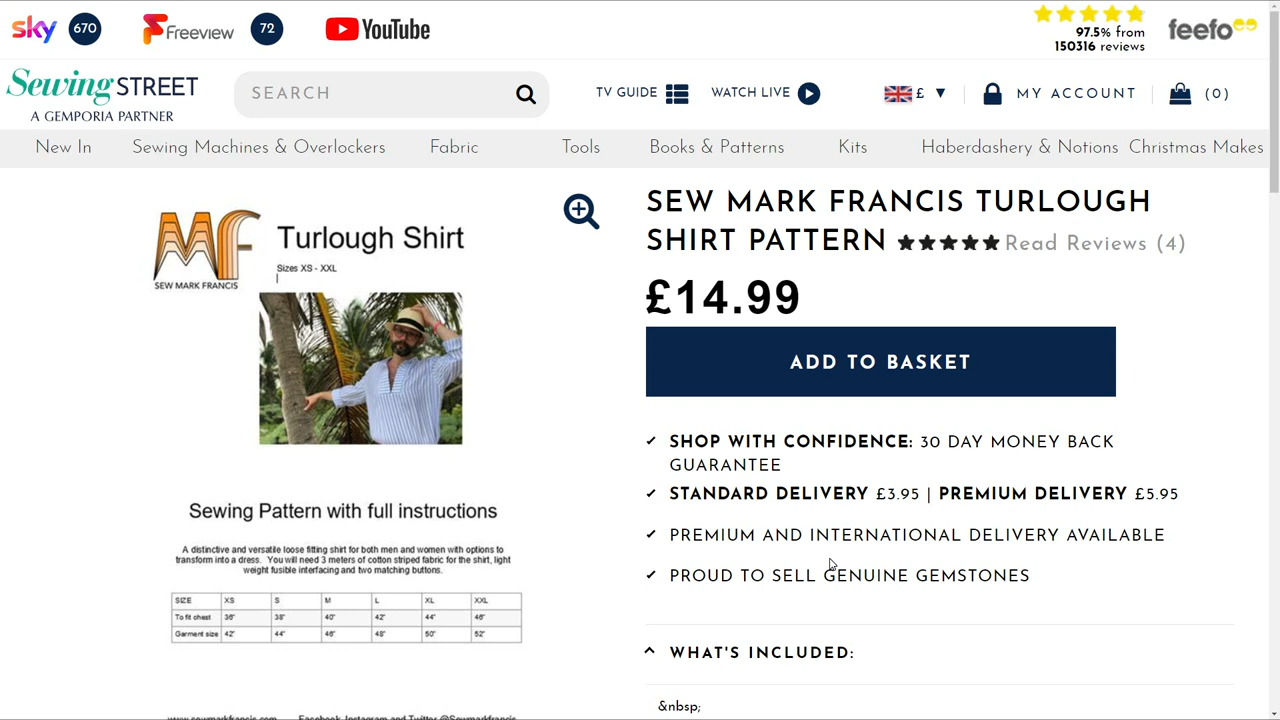 sky 670 Freeview 72 YouTube
97.5% from
150316 reviews
feefo
Sewing STREET
A GEMPORIA PARTNER
SEARCH
TV GUIDE WATCH LIVE £ ▼ MY ACCOUNT (0)
New In Sewing Machines & Overlockers Fabric Tools Books & Patterns Kits Haberdashery & Notions Christmas Makes
MF
SEW MARK FRANCIS
Turlough Shirt
Sizes XS - XXL
Sewing Pattern with full instructions
A distinctive and versatile loose fitting shirt for both men and women with options to
transform into a dress. You will need 3 meters of cotton striped fabric for the shirt, light
weight fusible interfacing and two matching buttons.
SIZE XS S M L XL XXL
To fit chest 36" 38" 40" 42" 44" 46"
Garment size 42" 44" 46" 48" 50" 52"
www.sewmarkfrancis.com Facebook, Instagram and Twitter @Sewmarkfrancis
SEW MARK FRANCIS TURLOUGH
SHIRT PATTERN ★★★★★ Read Reviews (4)
£14.99
ADD TO BASKET
✓ SHOP WITH CONFIDENCE: 30 DAY MONEY BACK
GUARANTEE
✓ STANDARD DELIVERY £3.95 | PREMIUM DELIVERY £5.95
✓ PREMIUM AND INTERNATIONAL DELIVERY AVAILABLE
✓ PROUD TO SELL GENUINE GEMSTONES
WHAT'S INCLUDED:
&nbsp;